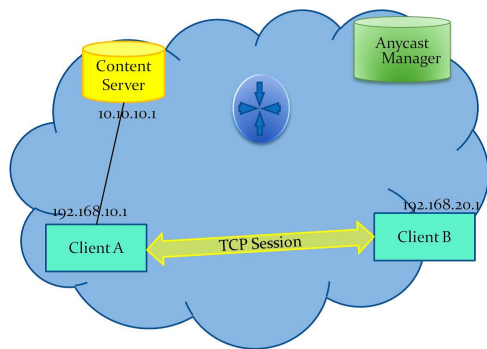 Content
Server
Anycast
Manager
10.10.10.1
192.168.10.1
192.168.20.1
Client A
TCP Session
Client B